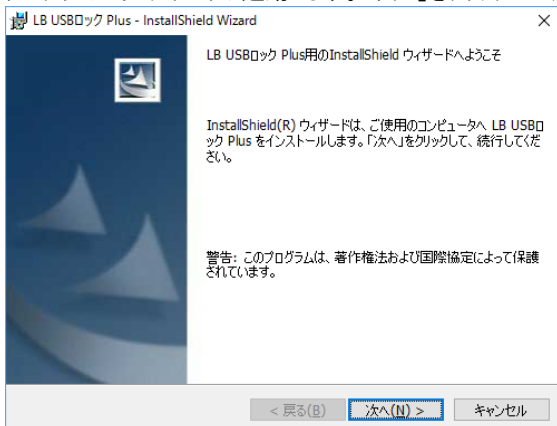 LB USBロック Plus - InstallShield Wizard
LB USBロック Plus用のInstallShield ウィザードへようこそ
InstallShield(R) ウィザードは、ご使用のコンピュータへ LB USBロ
ック Plus をインストールします。「次へ」をクリックして、続行してくだ
さい。
警告: このプログラムは、著作権法および国際協定によって保護
されています。
< 戻る(B)
次へ(N) >
キャンセル